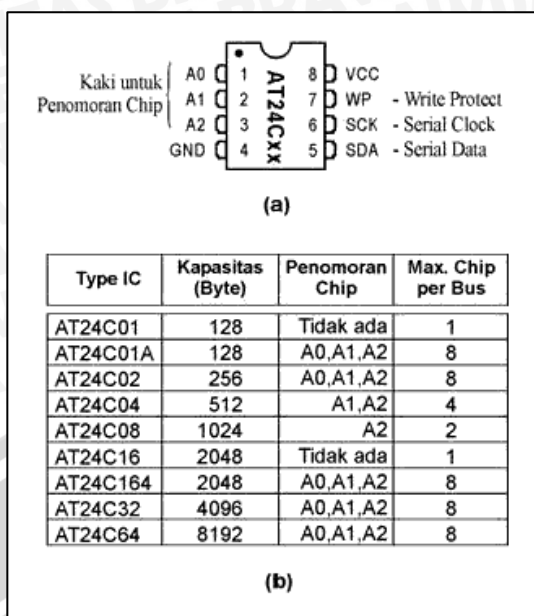 Kaki untuk
Penomoran Chip
A0 1 8 VCC
A1 2 7 WP - Write Protect
A2 3 6 SCK - Serial Clock
GND 4 5 SDA - Serial Data
AT24Cxx
(a)
Type IC Kapasitas (Byte) Penomoran Chip Max. Chip per Bus
AT24C01 128 Tidak ada 1
AT24C01A 128 A0,A1,A2 8
AT24C02 256 A0,A1,A2 8
AT24C04 512 A1,A2 4
AT24C08 1024 A2 2
AT24C16 2048 Tidak ada 1
AT24C164 2048 A0,A1,A2 8
AT24C32 4096 A0,A1,A2 8
AT24C64 8192 A0,A1,A2 8
(b)